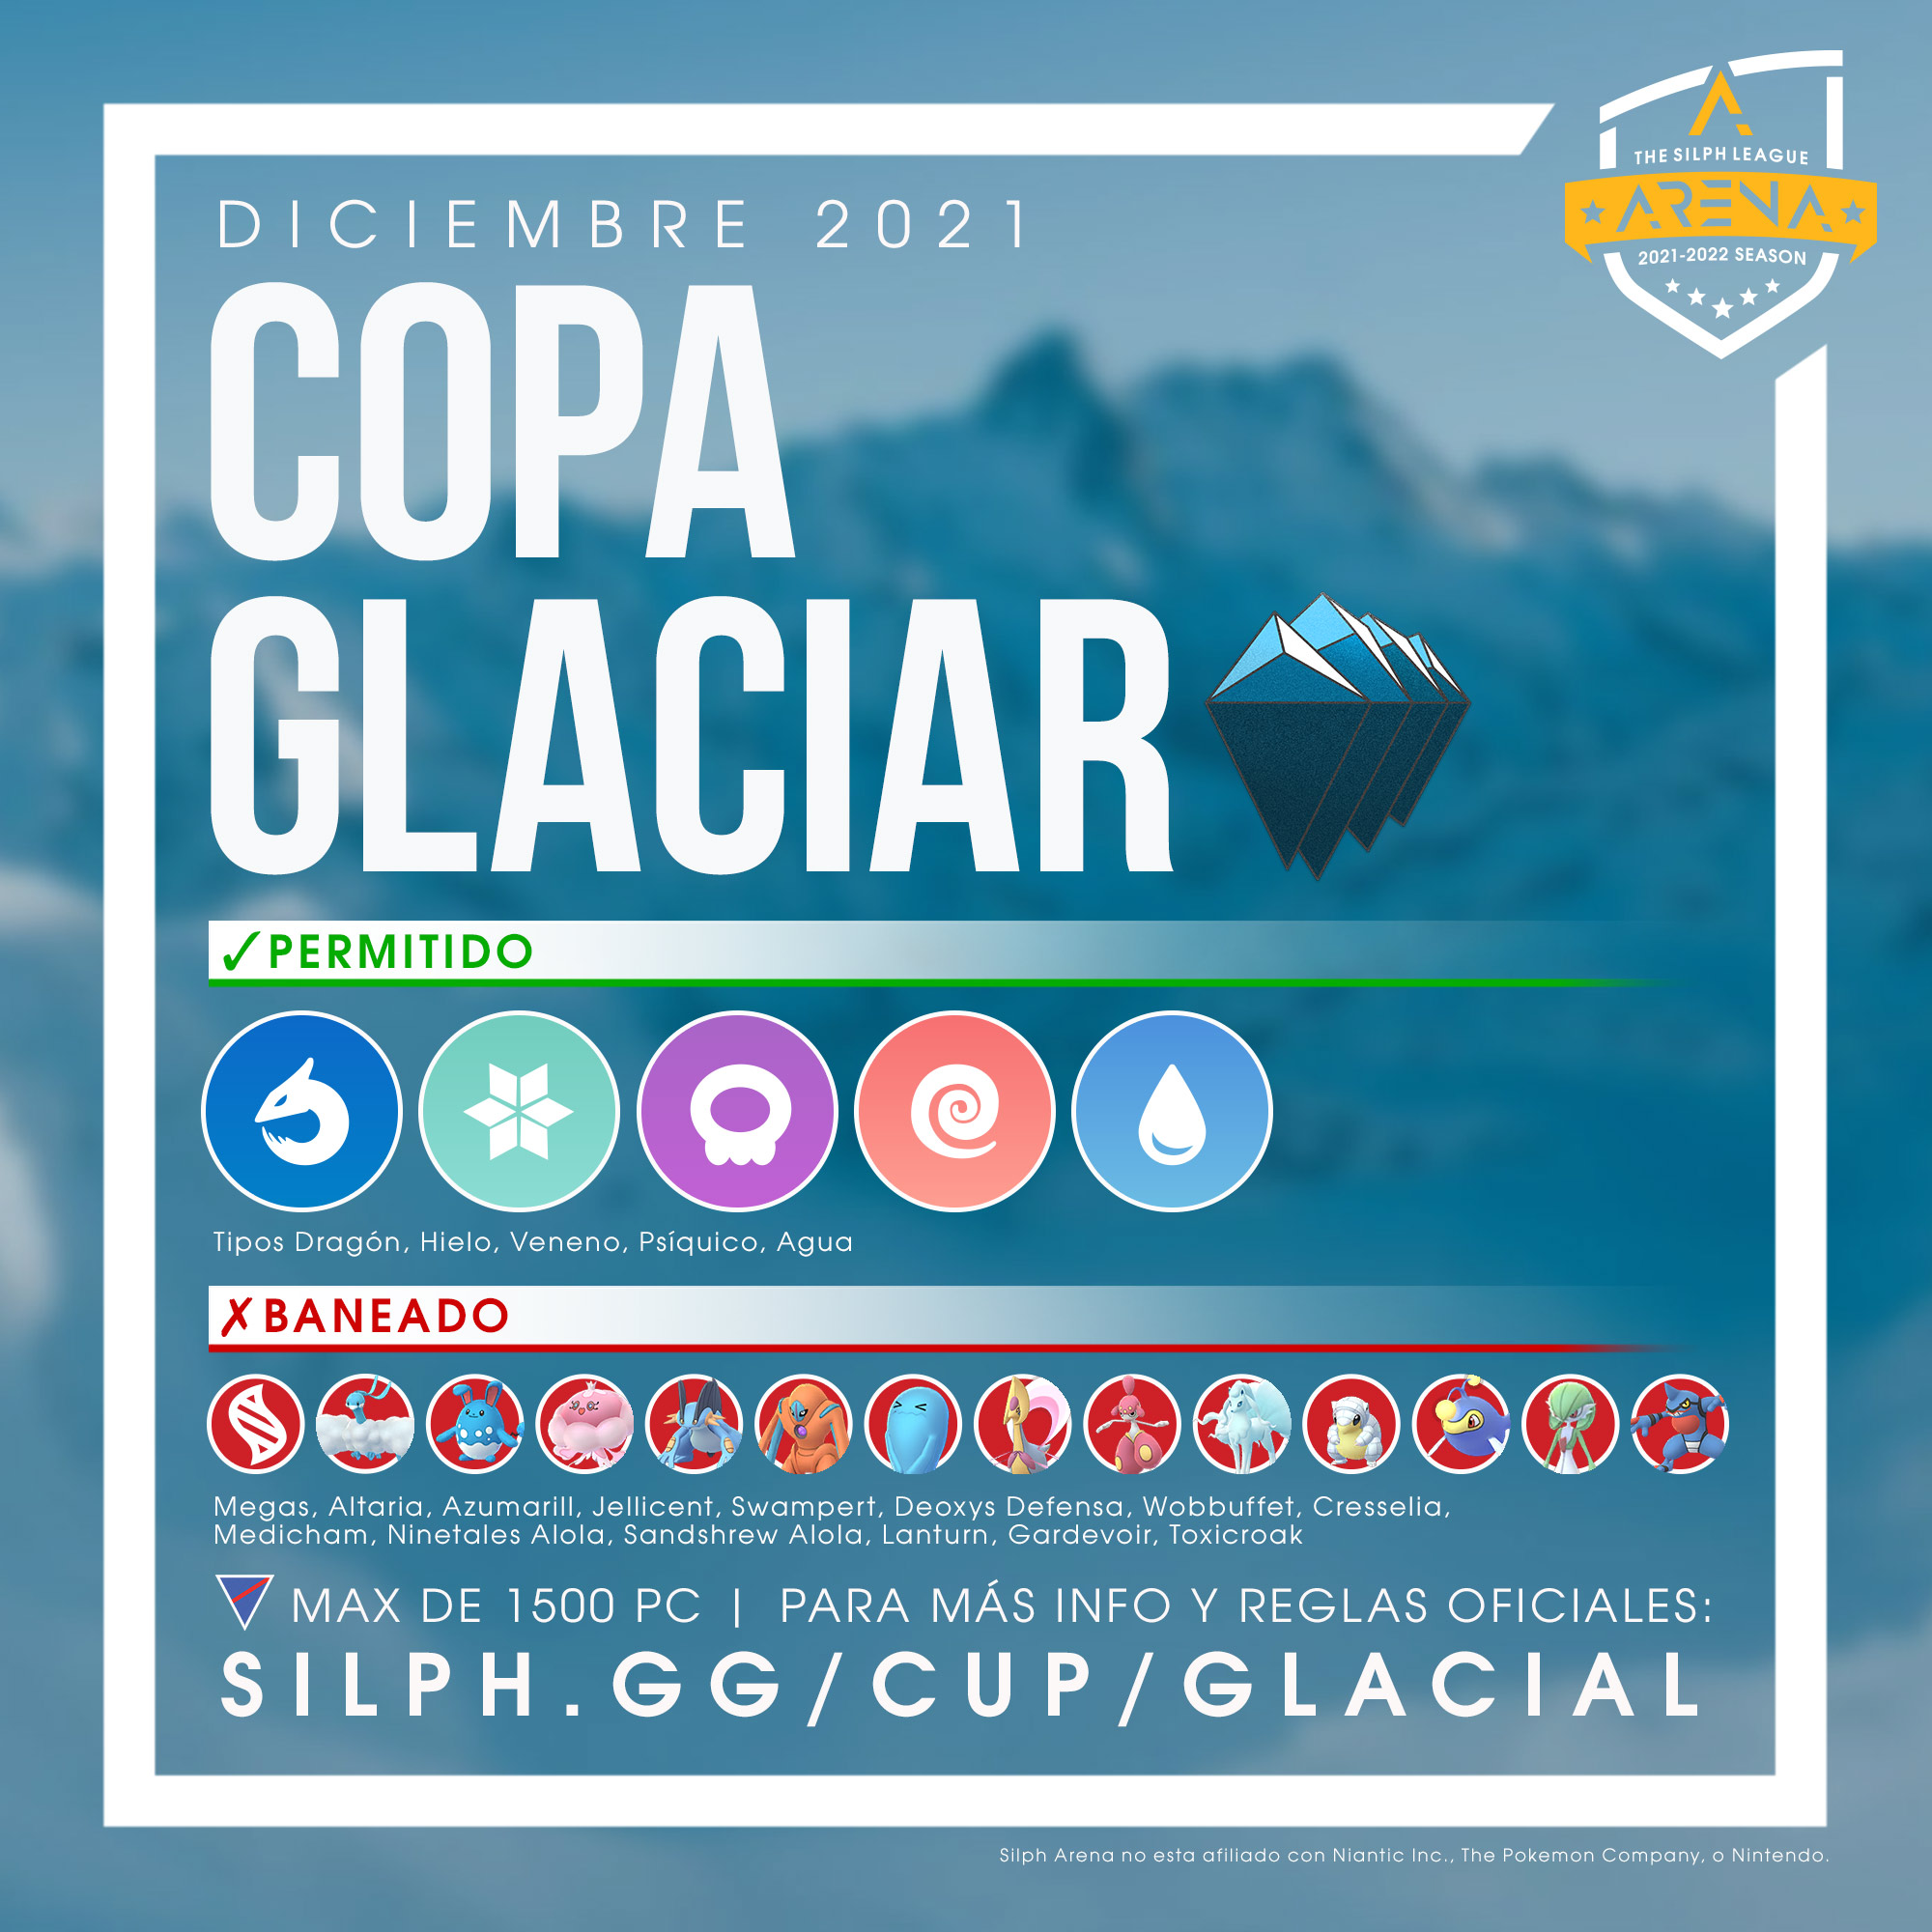 THE SILPH LEAGUE
ARENA
2021-2022 SEASON
DICIEMBRE 2021
COPA
GLACIAR
✓PERMITIDO
Tipos Dragón, Hielo, Veneno, Psíquico, Agua
✗BANEADO
Megas, Altaria, Azumarill, Jellicent, Swampert, Deoxys Defensa, Wobbuffet, Cresselia,
Medicham, Ninetales Alola, Sandshrew Alola, Lanturn, Gardevoir, Toxicroak
MAX DE 1500 PC | PARA MÁS INFO Y REGLAS OFICIALES:
SILPH.GG/CUP/GLACIAL
Silph Arena no esta afiliado con Niantic Inc., The Pokemon Company, o Nintendo.